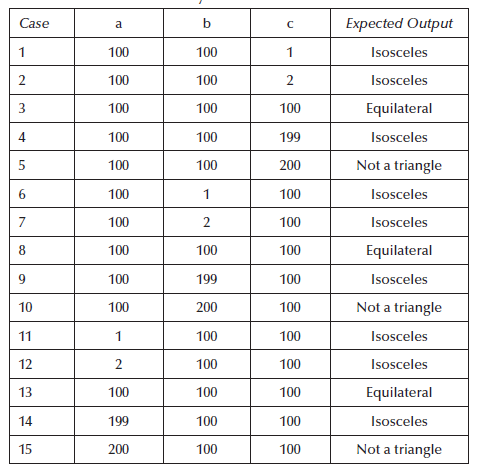 Case a b c Expected Output
1 100 100 1 Isosceles
2 100 100 2 Isosceles
3 100 100 100 Equilateral
4 100 100 199 Isosceles
5 100 100 200 Not a triangle
6 100 1 100 Isosceles
7 100 2 100 Isosceles
8 100 100 100 Equilateral
9 100 199 100 Isosceles
10 100 200 100 Not a triangle
11 1 100 100 Isosceles
12 2 100 100 Isosceles
13 100 100 100 Equilateral
14 199 100 100 Isosceles
15 200 100 100 Not a triangle